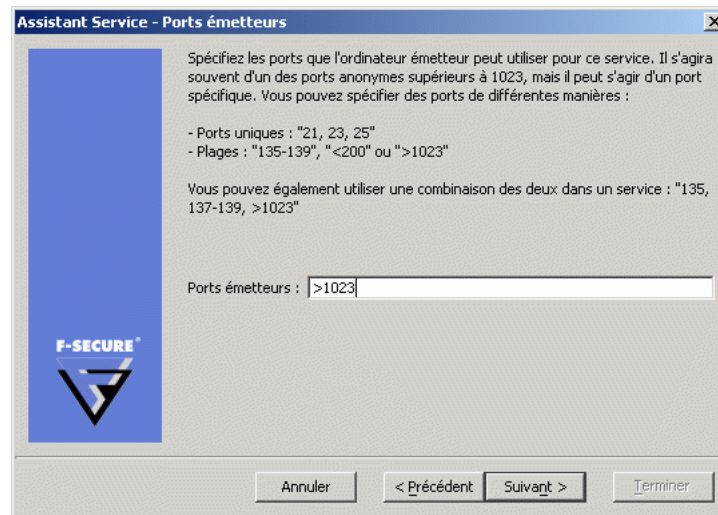 Assistant Service - Ports émetteurs
Spécifiez les ports que l'ordinateur émetteur peut utiliser pour ce service. Il s'agira
souvent d'un des ports anonymes supérieurs à 1023, mais il peut s'agir d'un port
spécifique. Vous pouvez spécifier des ports de différentes manières :
- Ports uniques : "21, 23, 25"
- Plages : "135-139", "<200" ou ">1023"
Vous pouvez également utiliser une combinaison des deux dans un service : "135,
137-139, >1023"
Ports émetteurs : >1023
F-SECURE®
Annuler < Précédent Suivant > Terminer